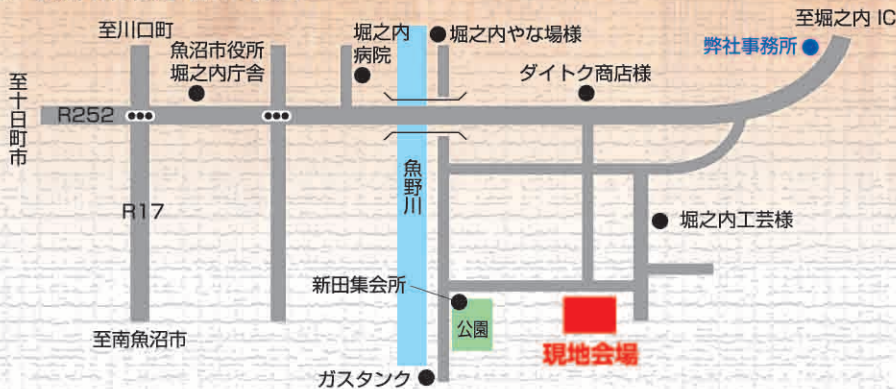 至川口町
魚沼市役所
堀之内庁舎
堀之内
病院
堀之内やな場様
ダイトク商店様
弊社事務所
至堀之内 IC
至十日町市
R252
R17
魚野川
堀之内工芸様
新田集会所
公園
現地会場
至南魚沼市
ガスタンク